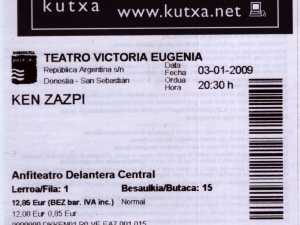 kutxa www.kutxa.net
TEATRO VICTORIA EUGENIA
República Argentina s/n
Donostia - San Sebastián
Data
Fecha 03-01-2009
Ordua
Hora 20:30 h
KEN ZAZPI
Anfiteatro Delantera Central
Lerroa/Fila: 1 Besaulkia/Butaca: 15
12,85 Eur (BEZ bar. IVA inc.) Normal
12,00 Eur 0,85 Eur